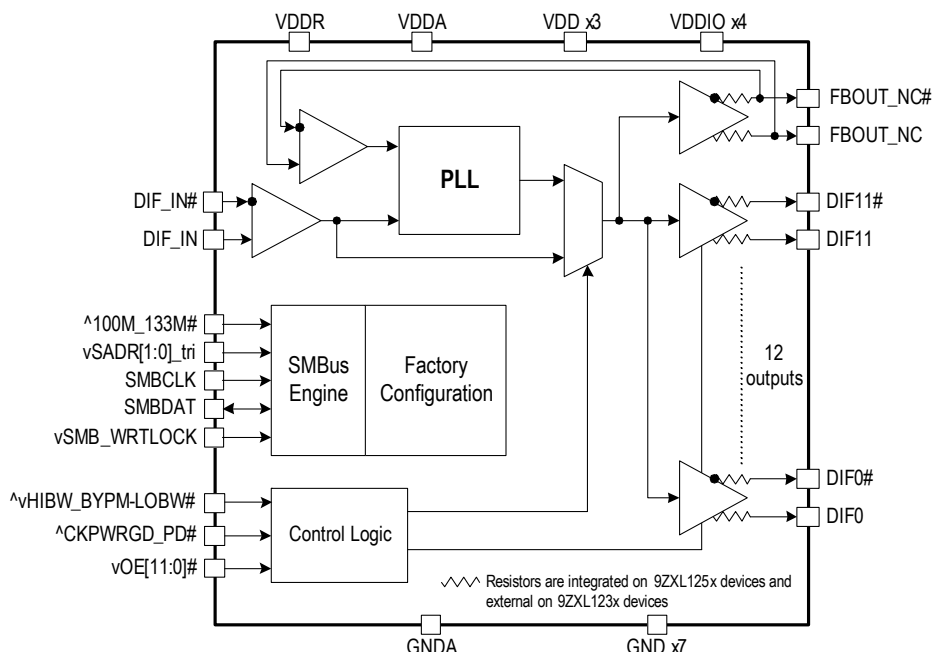 VDDR
VDDA
VDD x3
VDDIO x4
FBOUT_NC#
FBOUT_NC
PLL
DIF_IN#
DIF_IN
DIF11#
DIF11
^100M_133M#
vSADR[1:0]_tri
SMBCLK
SMBDAT
vSMB_WRTLOCK
SMBus
Engine
Factory
Configuration
12
outputs
^vHIBW_BYPM-LOBW#
^CKPWRGD_PD#
vOE[11:0]#
Control Logic
DIF0#
DIF0
Resistors are integrated on 9ZXL125x devices and
external on 9ZXL123x devices
GNDA
GND x7